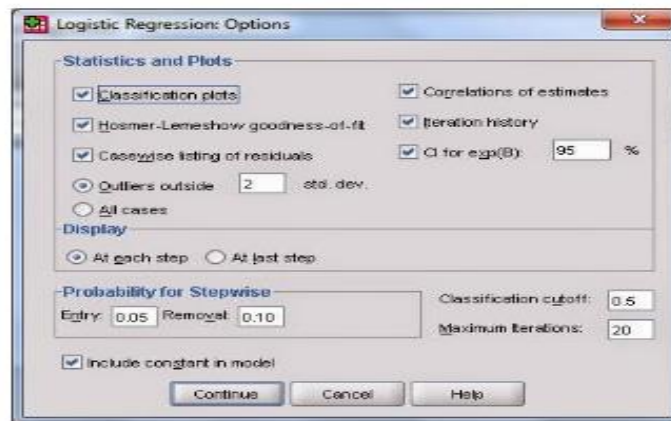 Logistic Regression: Options
Statistics and Plots
Classification plots
Correlations of estimates
Hosmer-Lemeshow goodness-of-fit
Iteration history
Casewise listing of residuals
CI for exp(B): 95 %
Outliers outside 2 std. dev.
All cases
Display
At each step At last step
Probability for Stepwise
Entry: 0.05 Removal: 0.10
Classification cutoff: 0.5
Maximum Iterations: 20
Include constant in model
Continue Cancel Help